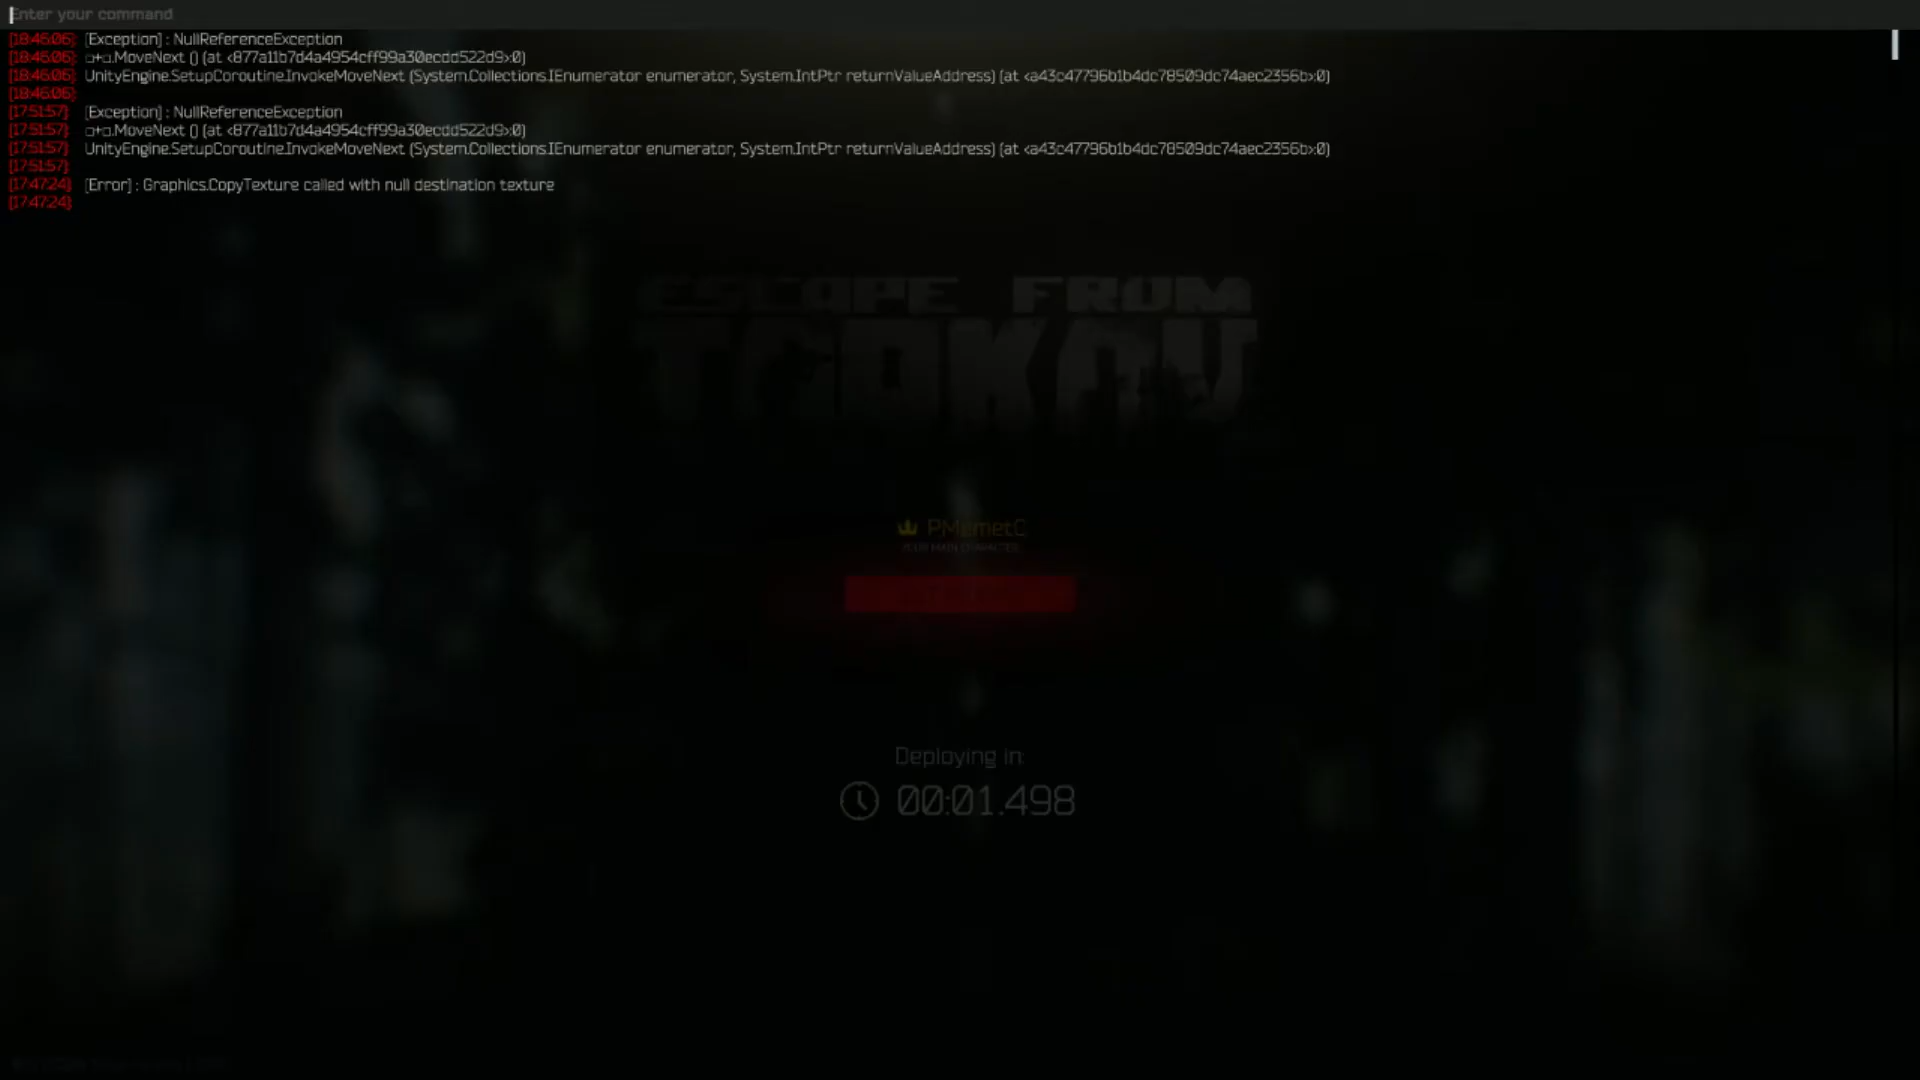 Enter your command
[18:46:06]: [Exception] : NullReferenceException
[18:46:06]: □+□.MoveNext () (at <877a11b7d4a4954cff99a30ecdd522d9>:0)
[18:46:06]: UnityEngine.SetupCoroutine.InvokeMoveNext (System.Collections.IEnumerator enumerator, System.IntPtr returnValueAddress) (at <a43c47796b1b4dc78509dc74aec2356b>:0)
[18:46:06]:
[17:51:57]: [Exception] : NullReferenceException
[17:51:57]: □+□.MoveNext () (at <877a11b7d4a4954cff99a30ecdd522d9>:0)
[17:51:57]: UnityEngine.SetupCoroutine.InvokeMoveNext (System.Collections.IEnumerator enumerator, System.IntPtr returnValueAddress) (at <a43c47796b1b4dc78509dc74aec2356b>:0)
[17:51:57]:
[17:47:24]: [Error] : Graphics.CopyTexture called with null destination texture
[17:47:24]:
ESCAPE FROM
TARKOV
PMemetC
YOUR MAIN CHARACTER
Deploying in:
00:01.498